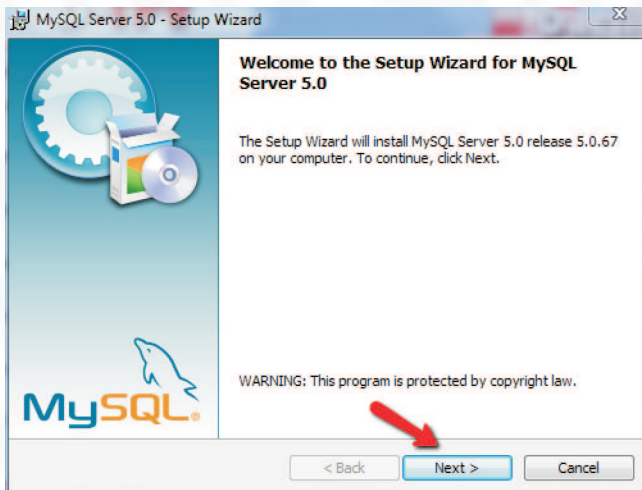 MySQL Server 5.0 - Setup Wizard
Welcome to the Setup Wizard for MySQL
Server 5.0
The Setup Wizard will install MySQL Server 5.0 release 5.0.67
on your computer. To continue, click Next.
MySQL®
WARNING: This program is protected by copyright law.
< Back
Next >
Cancel